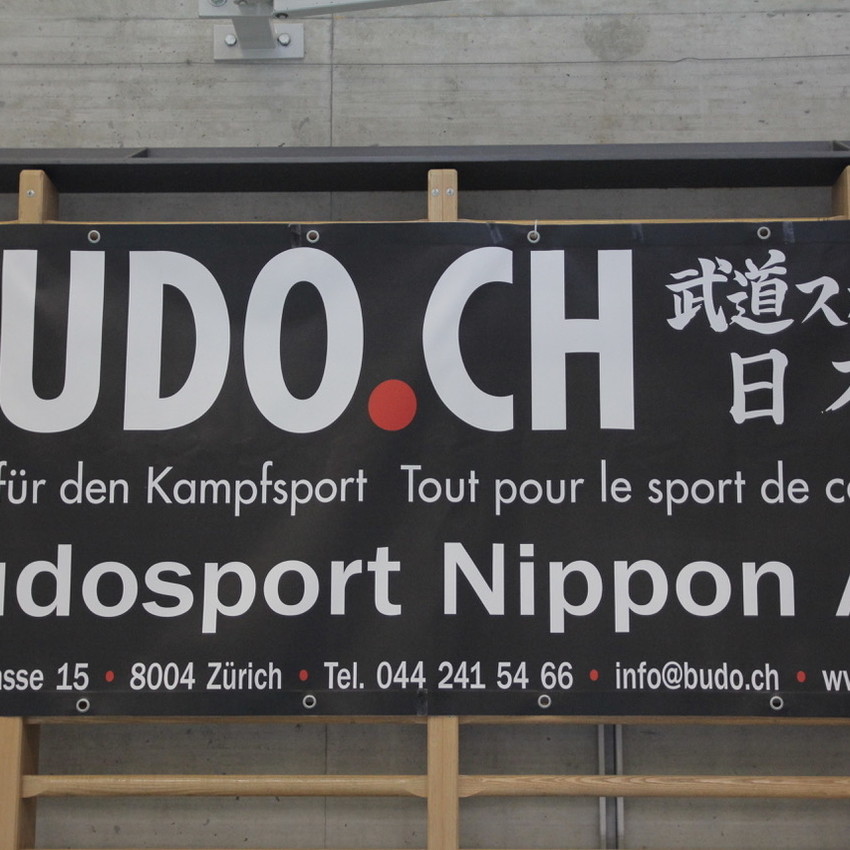 UDO.CH
武道ス
日
für den Kampfsport Tout pour le sport de
udosport Nippon
sse 15 • 8004 Zürich • Tel. 044 241 54 66 • info@budo.ch •